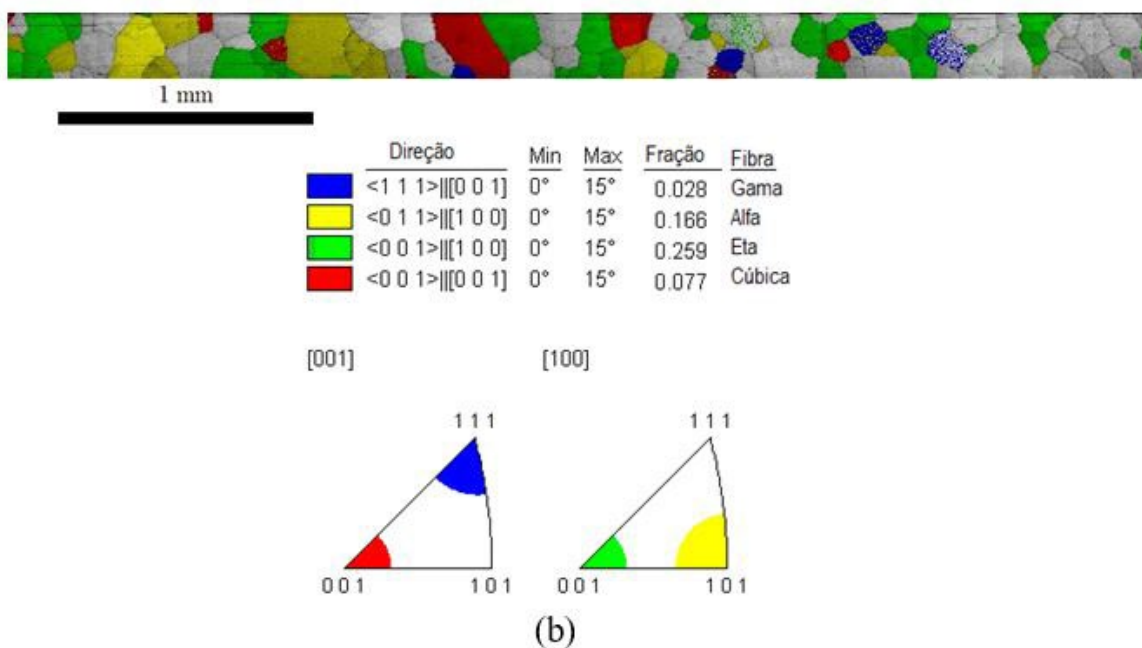 1 mm
Direção Min Max Fração Fibra
<1 1 1>||[0 0 1] 0° 15° 0.028 Gama
<0 1 1>||[1 0 0] 0° 15° 0.166 Alfa
<0 0 1>||[1 0 0] 0° 15° 0.259 Eta
<0 0 1>||[0 0 1] 0° 15° 0.077 Cúbica
[001] [100]
1 1 1 1 1 1
0 0 1 1 0 1 0 0 1 1 0 1
(b)